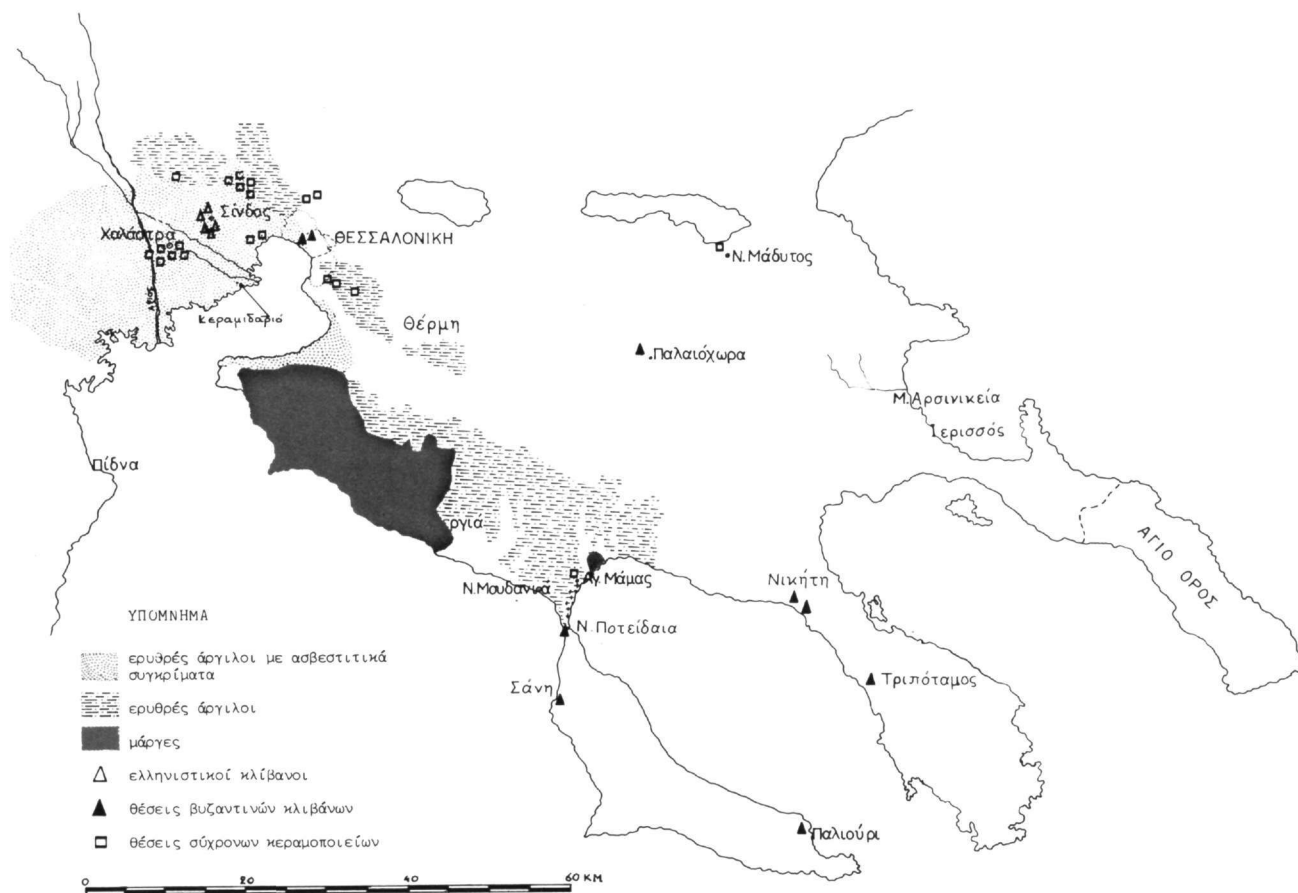 Σίνδος
Χαλάστρα
ΘΕΣΣΑΛΟΝΙΚΗ
Ν.Μάδυτος
κεραμιδαριό
θέρμη
Παλαιόχωρα
Μ.Αρσινικεία
Ιερισσός
Πίδνα
ργιά
Ν.Μουδανιά
Αγ.Μάμας
Νικήτη
ΑΓΙΟ ΟΡΟΣ
Ν. Ποτείδαια
Σάνη
Τριπόταμος
Παλιούρι
ΥΠΟΜΝΗΜΑ
ερυθρές άργιλοι με ασβεστιτικά
συγκρίματα
ερυθρές άργιλοι
μάργες
ελληνιστικοί κλίβανοι
θέσεις βυζαντινών κλιβάνων
θέσεις σύχρονων κεραμοποιείων
0 20 40 60 ΚΜ